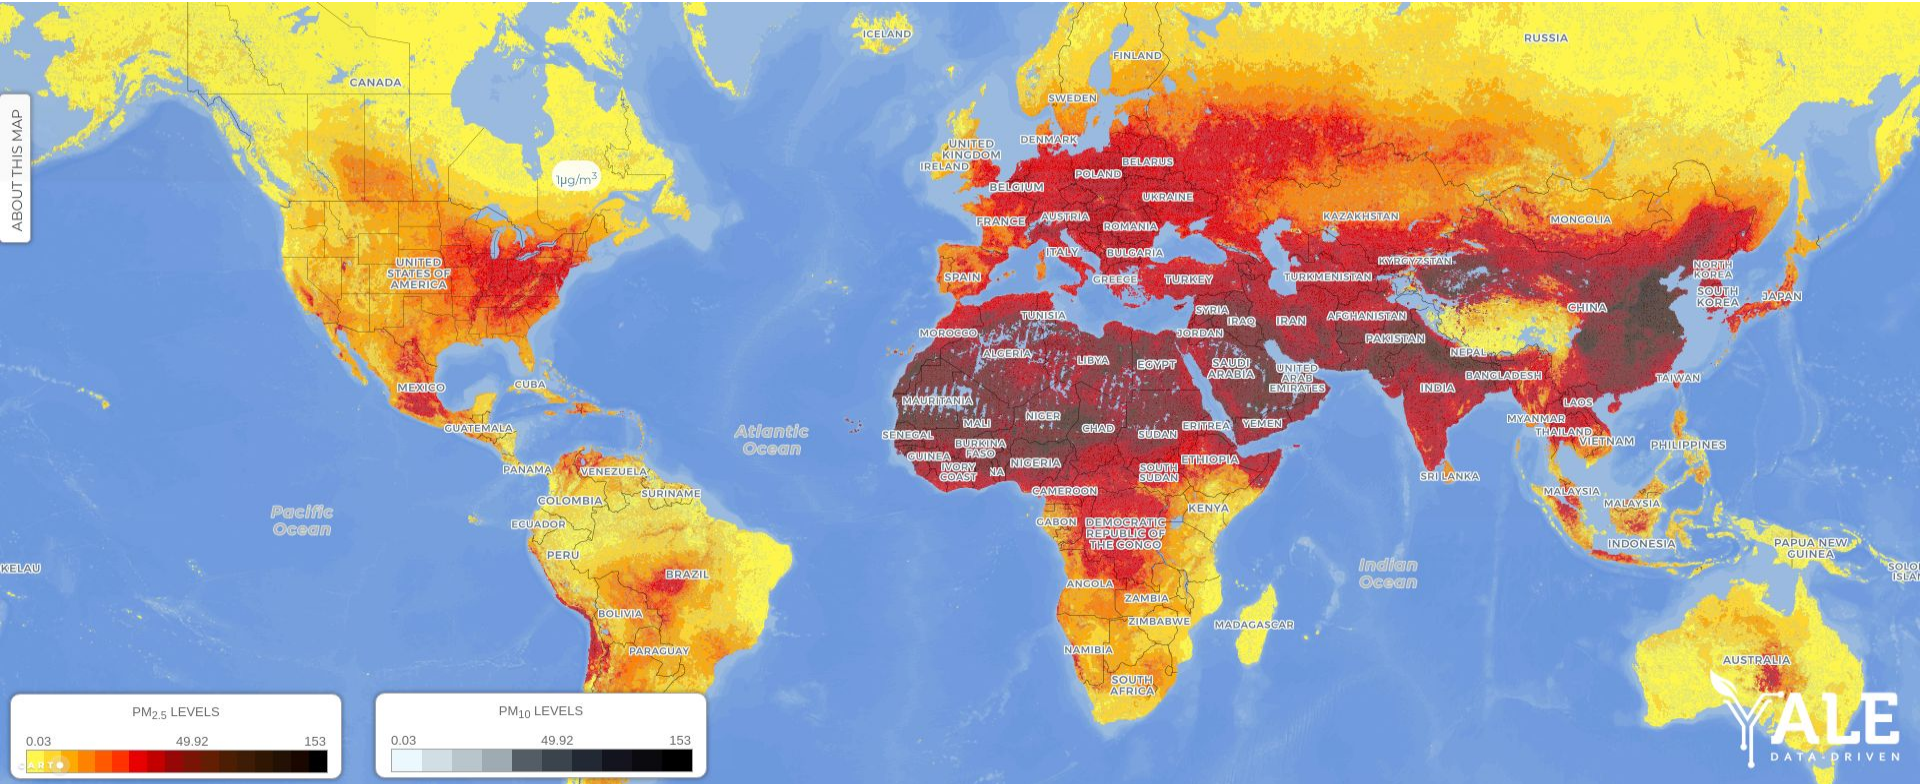 ICELAND
RUSSIA
FINLAND
CANADA
SWEDEN
ABOUT THIS MAP
DENMARK
UNITED
KINGDOM
IRELAND
BELARUS
POLAND
1µg/m³
BELGIUM
UKRAINE
FRANCE
AUSTRIA
KAZAKHSTAN
MONGOLIA
ROMANIA
ITALY
BULGARIA
UNITED
STATES OF
AMERICA
KYRGYZSTAN
NORTH
KOREA
SPAIN
GREECE
TURKEY
TURKMENISTAN
SOUTH
KOREA
JAPAN
CHINA
SYRIA
TUNISIA
IRAQ
IRAN
AFGHANISTAN
MOROCCO
JORDAN
PAKISTAN
ALGERIA
LIBYA
EGYPT
NEPAL
SAUDI
ARABIA
UNITED
ARAB
EMIRATES
BANGLADESH
TAIWAN
MEXICO
CUBA
INDIA
MAURITANIA
LAOS
NIGER
MYANMAR
GUATEMALA
MALI
CHAD
ERITREA
YEMEN
Atlantic
Ocean
SENEGAL
SUDAN
THAILAND
VIETNAM
PHILIPPINES
BURKINA
FASO
GUINEA
NIGERIA
ETHIOPIA
PANAMA
VENEZUELA
IVORY
COAST
NA
SOUTH
SUDAN
SRI LANKA
CAMEROON
MALAYSIA
SURINAME
COLOMBIA
MALAYSIA
KENYA
Pacific
Ocean
ECUADOR
GABON
DEMOCRATIC
REPUBLIC OF
THE CONGO
INDONESIA
PAPUA NEW
GUINEA
PERU
KELAU
BRAZIL
Indian
Ocean
SOLO
ISLAN
ANGOLA
ZAMBIA
BOLIVIA
ZIMBABWE
MADAGASCAR
PARAGUAY
NAMIBIA
AUSTRALIA
SOUTH
AFRICA
PM2.5 LEVELS
0.03 49.92 153
CARTO
PM10 LEVELS
0.03 49.92 153
YALE
DATA-DRIVEN